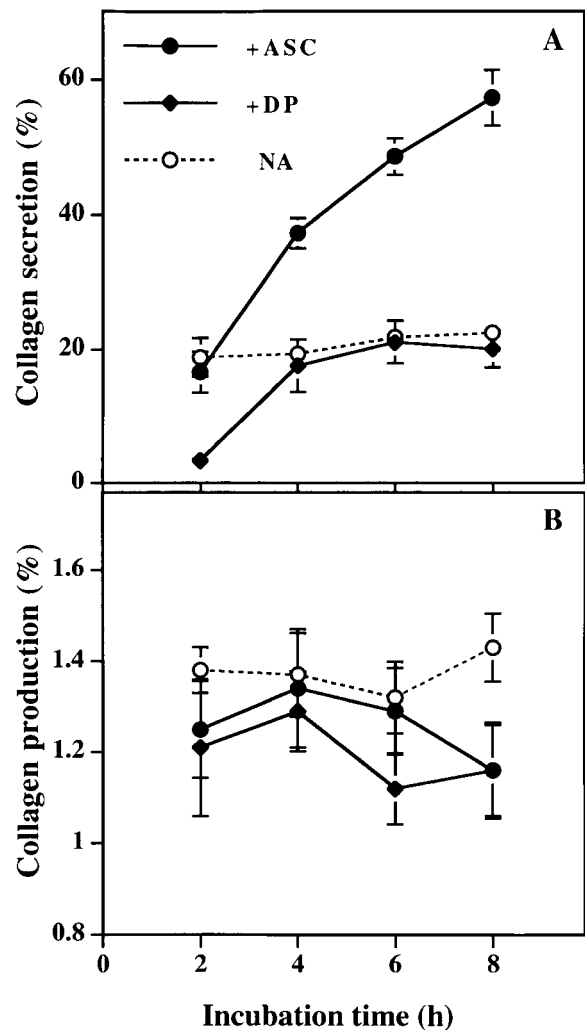 A
+ASC
+DP
NA
Collagen secretion (%)
60
40
20
0
B
Collagen production (%)
1.6
1.4
1.2
1
0.8
0 2 4 6 8
Incubation time (h)